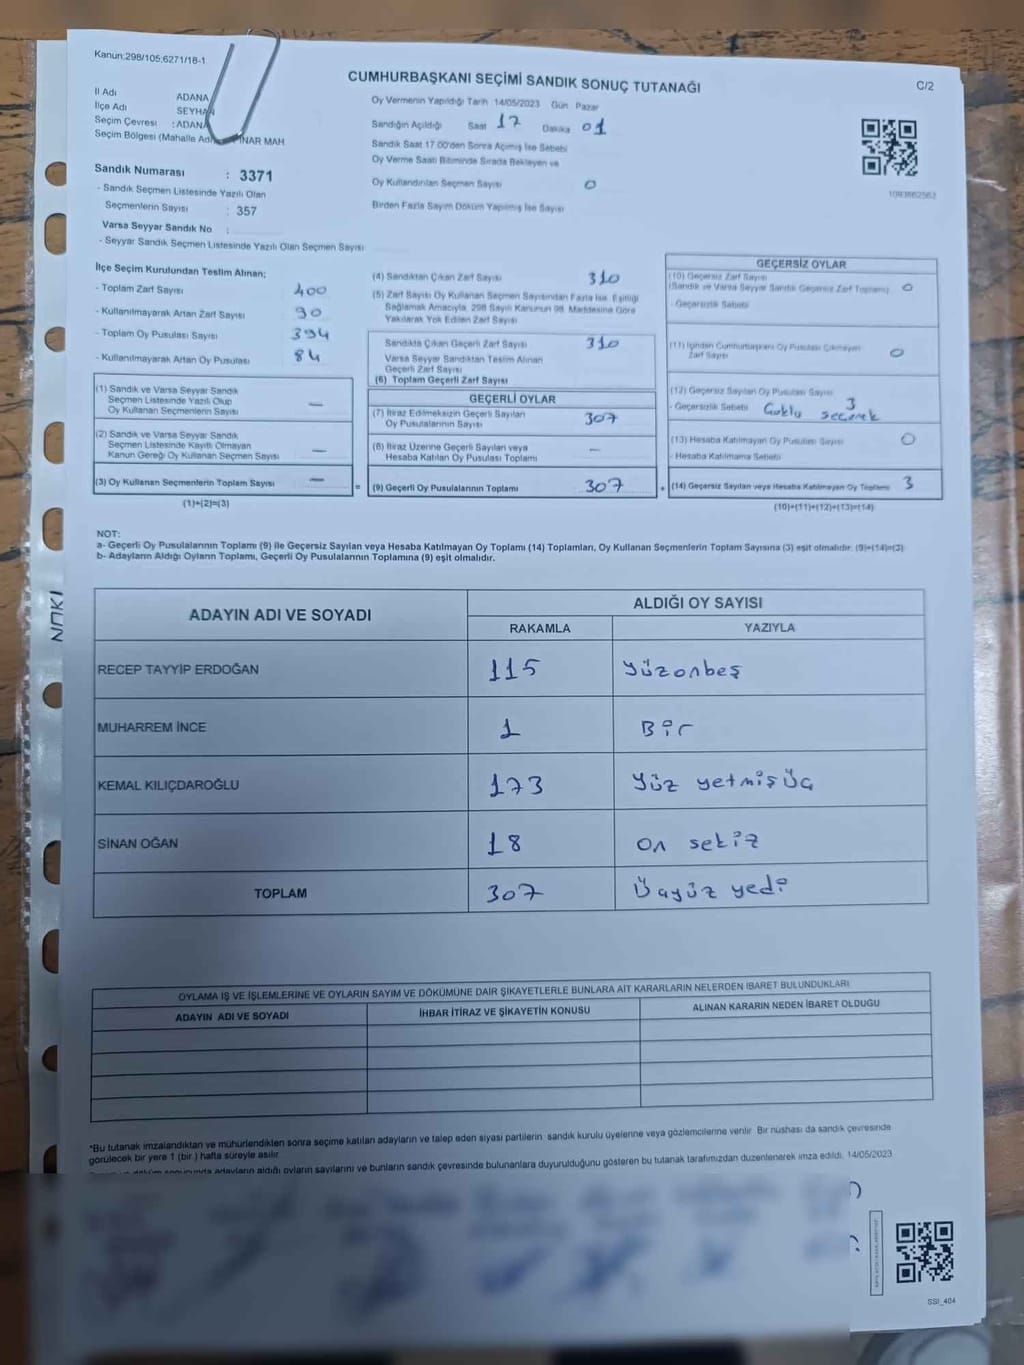 Kanun:298/105;6271/18-1
CUMHURBAŞKANI SEÇİMİ SANDIK SONUÇ TUTANAĞI
C/2
İl Adı ADANA
İlçe Adı SEYHAN
Seçim Çevresi : ADANA
Seçim Bölgesi (Mahalle PINAR MAH
Oy Vermenin Yapıldığı Tarih 14/05/2023 Gün Pazar
Sandığın Açıldığı Saat 17 Dakika 01
Sandık Saat 17.00'den Sonra Açımış İse Sebebi
Oy Verme Saati Bitiminde Sırada Bekleyen ve
Oy Kullandırılan Seçmen Sayısı 0
Birden Fazla Sayım Döküm Yapılmış İse Sayısı
1093862563
Sandık Numarası : 3371
- Sandık Seçmen Listesinde Yazılı Olan
Seçmenlerin Sayısı : 357
Varsa Seyyar Sandık No :
- Seyyar Sandık Seçmen Listesinde Yazılı Olan Seçmen Sayısı
İlçe Seçim Kurulundan Teslim Alınan;
- Toplam Zarf Sayısı 400
- Kullanılmayarak Artan Zarf Sayısı 90
- Toplam Oy Pusulası Sayısı 394
- Kullanılmayarak Artan Oy Pusulası 84
(1) Sandık ve Varsa Seyyar Sandık
Seçmen Listesinde Yazılı Olup
Oy Kullanan Seçmenlerin Sayısı —
(2) Sandık ve Varsa Seyyar Sandık
Seçmen Listesinde Kayıtlı Olmayan
Kanun Gereği Oy Kullanan Seçmen Sayısı —
(3) Oy Kullanan Seçmenlerin Toplam Sayısı —
(1)+(2)=(3)
(4) Sandıktan Çıkan Zarf Sayısı 310
(5) Zarf Sayısı Oy Kullanan Seçmen Sayısından Fazla İse, Eşitliği
Sağlamak Amacıyla, 298 Sayılı Kanunun 98. Maddesine Göre
Yakılarak Yok Edilen Zarf Sayısı
Sandıkta Çıkan Geçerli Zarf Sayısı 310
Varsa Seyyar Sandıktan Teslim Alınan
Geçerli Zarf Sayısı
(6) Toplam Geçerli Zarf Sayısı
GEÇERLİ OYLAR
(7) İtiraz Edilmeksizin Geçerli Sayılan
Oy Pusulalarının Sayısı 307
(8) İtiraz Üzerine Geçerli Sayılan veya
Hesaba Katılan Oy Pusulası Toplamı —
= (9) Geçerli Oy Pusulalarının Toplamı 307
GEÇERSİZ OYLAR
(10) Geçersiz Zarf Sayısı
(Sandık ve Varsa Seyyar Sandık Geçersiz Zarf Toplamı) 0
- Geçersizlik Sebebi
(11) İçinden Cumhurbaşkanı Oy Pusulası Çıkmayan
Zarf Sayısı 0
(12) Geçersiz Sayılan Oy Pusulası Sayısı 3
- Geçersizlik Sebebi Çoklu seçenek
(13) Hesaba Katılmayan Oy Pusulası Sayısı 0
- Hesaba Katılmama Sebebi
+ (14) Geçersiz Sayılan veya Hesaba Katılmayan Oy Toplamı 3
(10)+(11)+(12)+(13)=(14)
NOT:
a- Geçerli Oy Pusulalarının Toplamı (9) ile Geçersiz Sayılan veya Hesaba Katılmayan Oy Toplamı (14) Toplamları, Oy Kullanan Seçmenlerin Toplam Sayısına (3) eşit olmalıdır. (9)+(14)=(3)
b- Adayların Aldığı Oyların Toplamı, Geçerli Oy Pusulalarının Toplamına (9) eşit olmalıdır.
ADAYIN ADI VE SOYADI
ALDIĞI OY SAYISI
RAKAMLA YAZIYLA
RECEP TAYYİP ERDOĞAN 115 Yüzonbeş
MUHARREM İNCE 1 Bir
KEMAL KILIÇDAROĞLU 173 Yüz yetmişüç
SİNAN OĞAN 18 On sekiz
TOPLAM 307 Üçyüz yedi
OYLAMA İŞ VE İŞLEMLERİNE VE OYLARIN SAYIM VE DÖKÜMÜNE DAİR ŞİKAYETLERLE BUNLARA AİT KARARLARIN NELERDEN İBARET BULUNDUKLARI
ADAYIN ADI VE SOYADI İHBAR İTİRAZ VE ŞİKAYETİN KONUSU ALINAN KARARIN NEDEN İBARET OLDUĞU
*Bu tutanak imzalandıktan ve mühürlendikten sonra seçime katılan adayların ve talep eden siyasi partilerin sandık kurulu üyelerine veya gözlemcilerine verilir. Bir nüshası da sandık çevresinde
görülecek bir yere 1 (bir) hafta süreyle asılır.
adayların aldığı oyların sayılarını ve bunların sandık çevresinde bulunanlara duyurulduğunu gösteren bu tutanak tarafımızdan düzenlenerek imza edildi. 14/05/2023
SSI_404